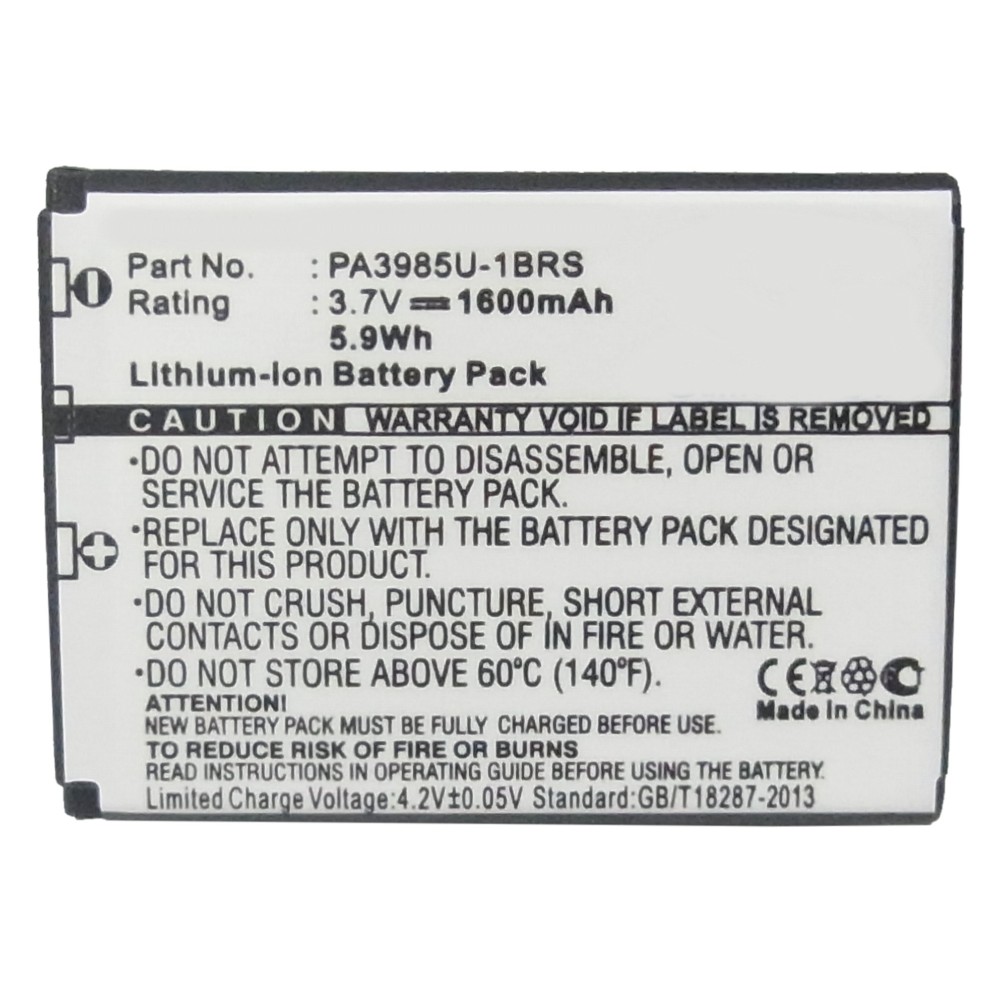 Part No. : PA3985U-1BRS
Rating : 3.7V 1600mAh
5.9Wh
Lithium-Ion Battery Pack
CAUTION WARRANTY VOID IF LABEL IS REMOVED
·DO NOT ATTEMPT TO DISASSEMBLE, OPEN OR
SERVICE THE BATTERY PACK.
·REPLACE ONLY WITH THE BATTERY PACK DESIGNATED
FOR THIS PRODUCT.
·DO NOT CRUSH, PUNCTURE, SHORT EXTERNAL
CONTACTS OR DISPOSE OF IN FIRE OR WATER.
·DO NOT STORE ABOVE 60°C (140°F).
CE
Made In China
ATTENTION!
NEW BATTERY PACK MUST BE FULLY CHARGED BEFORE USE.
TO REDUCE RISK OF FIRE OR BURNS
READ INSTRUCTIONS IN OPERATING GUIDE BEFORE USING THE BATTERY.
Limited Charge Voltage:4.2V±0.05V Standard:GB/T18287-2013